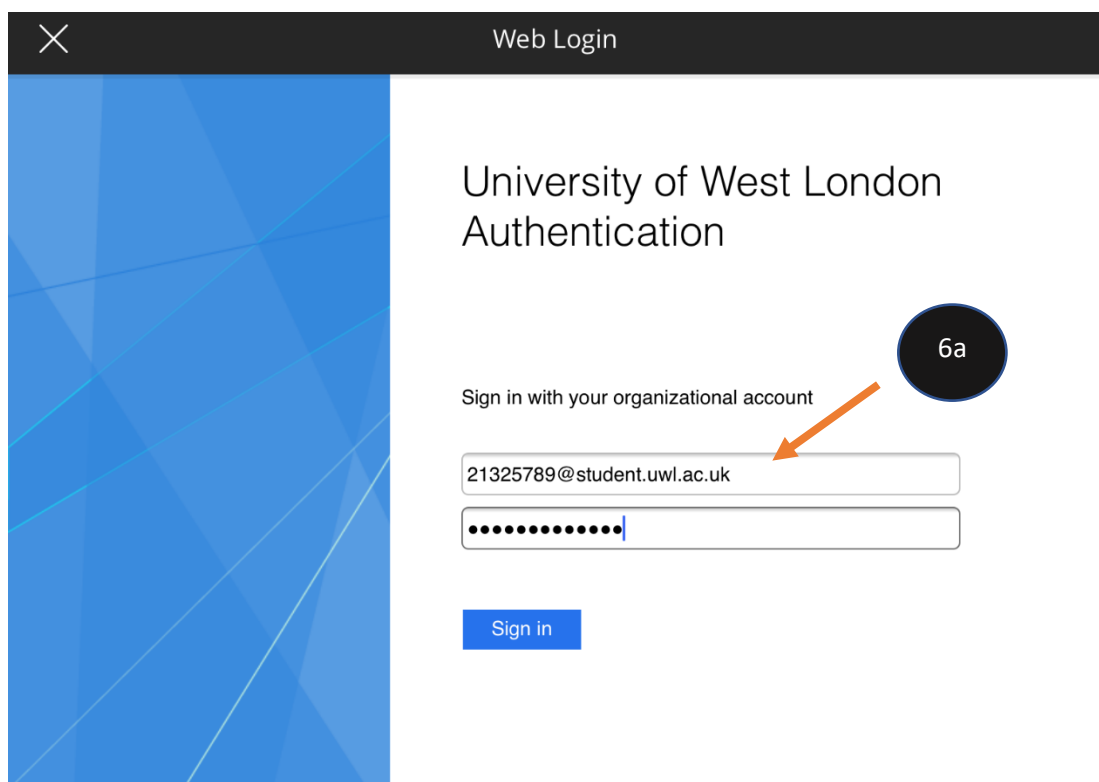 Web Login
University of West London
Authentication
6a
Sign in with your organizational account
21325789@student.uwl.ac.uk
•••••••••••••
Sign in